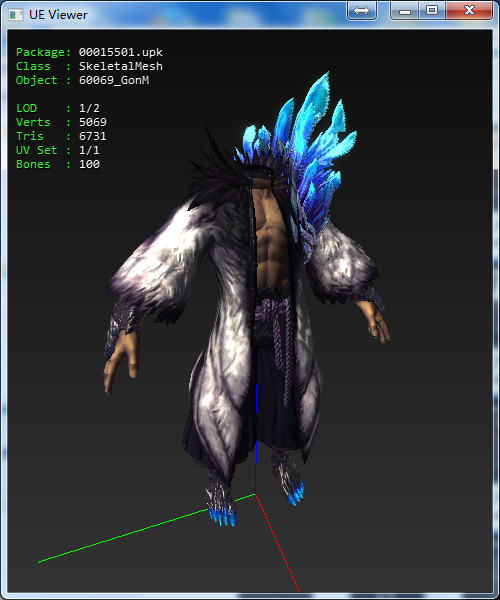 UE Viewer
Package: 00015501.upk
Class : SkeletalMesh
Object : 60069_GonM
LOD : 1/2
Verts : 5069
Tris : 6731
UV Set : 1/1
Bones : 100